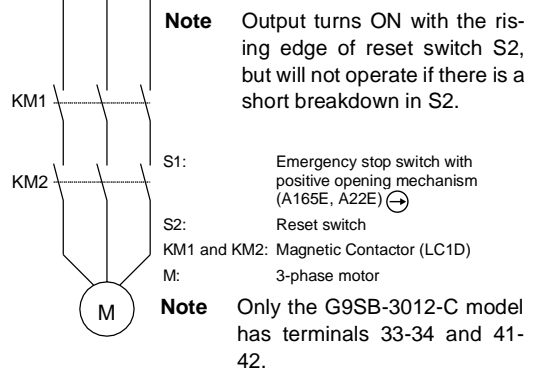 Note Output turns ON with the ris-
ing edge of reset switch S2,
but will not operate if there is a
short breakdown in S2.
KM1
KM2
S1: Emergency stop switch with
positive opening mechanism
(A165E, A22E)
S2: Reset switch
KM1 and KM2: Magnetic Contactor (LC1D)
M: 3-phase motor
M
Note Only the G9SB-3012-C model
has terminals 33-34 and 41-
42.